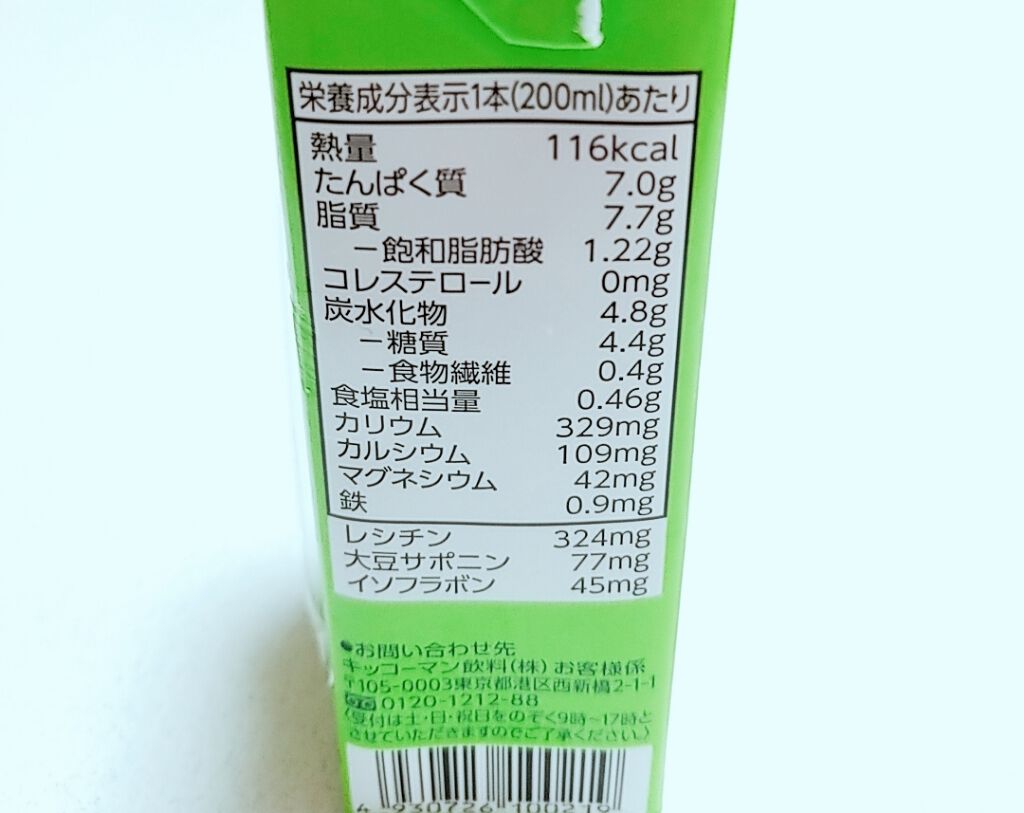 栄養成分表示1本(200ml)あたり
熱量 116kcal
たんぱく質 7.0g
脂質 7.7g
－飽和脂肪酸 1.22g
コレステロール 0mg
炭水化物 4.8g
－糖質 4.4g
－食物繊維 0.4g
食塩相当量 0.46g
カリウム 329mg
カルシウム 109mg
マグネシウム 42mg
鉄 0.9mg
レシチン 324mg
大豆サポニン 77mg
イソフラボン 45mg
●お問い合わせ先
キッコーマン飲料(株)お客様係
〒105-0003東京都港区西新橋2-1-1
0120-1212-88
(受付は土・日・祝日をのぞく9時~17時と
させていただきますのでご了承ください。)
4 930726 100219